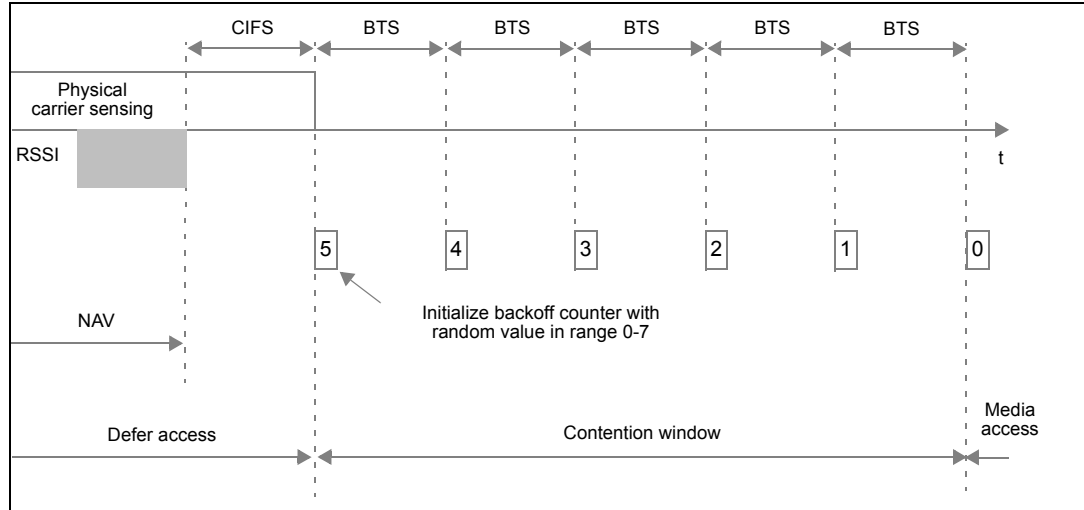 CIFS BTS BTS BTS BTS BTS
Physical
carrier sensing
RSSI
t
5 4 3 2 1 0
Initialize backoff counter with
random value in range 0-7
NAV
Defer access
Contention window
Media
access